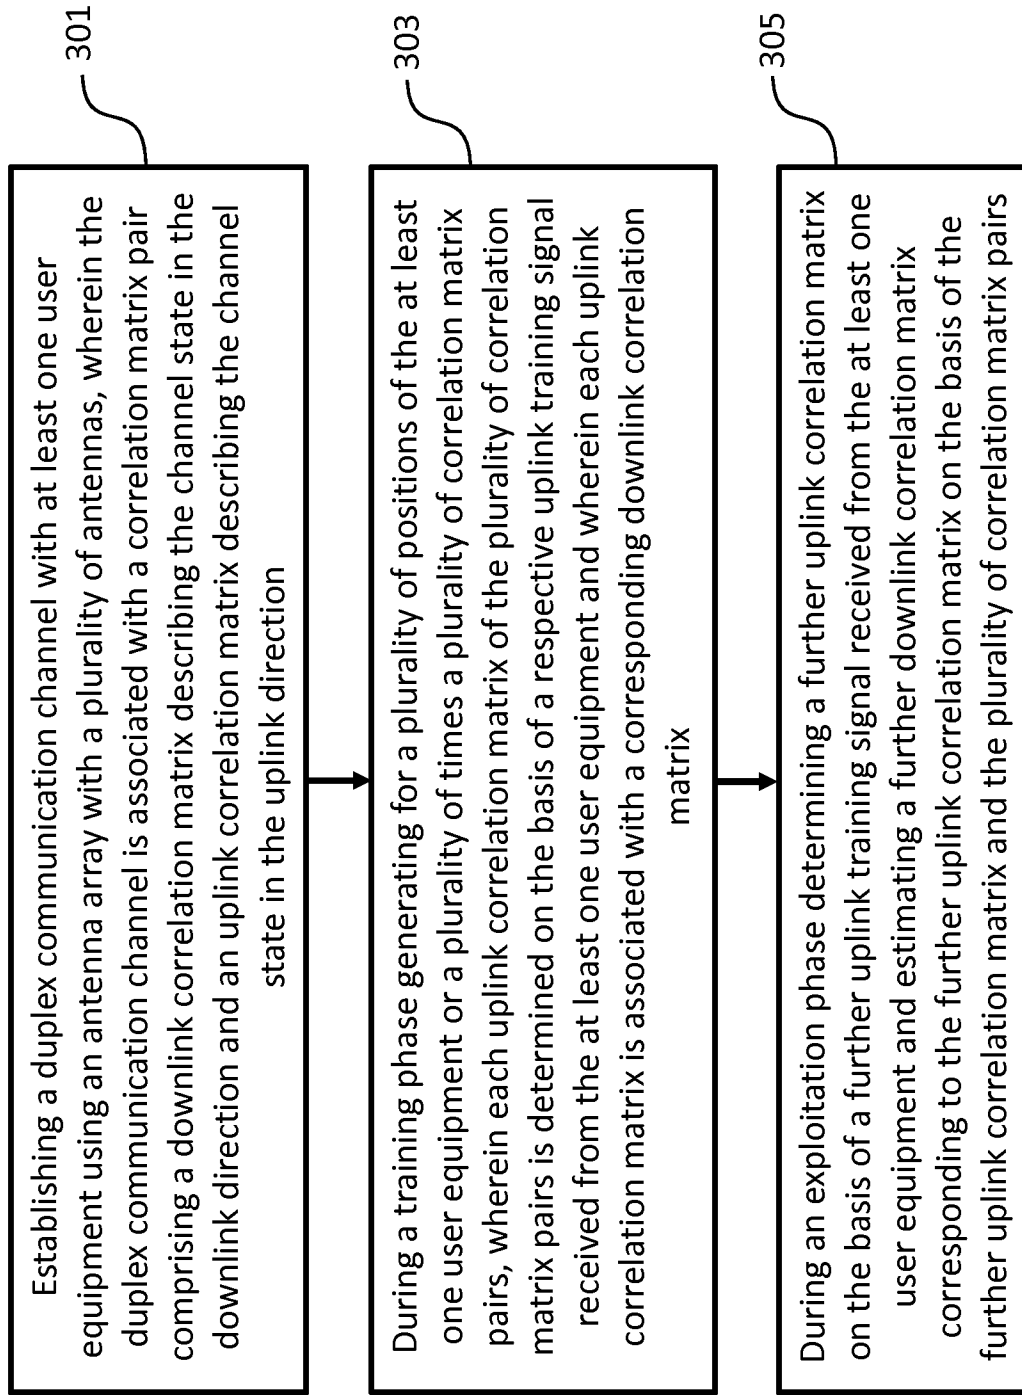 Establishing a duplex communication channel with at least one user
equipment using an antenna array with a plurality of antennas, wherein the
duplex communication channel is associated with a correlation matrix pair
comprising a downlink correlation matrix describing the channel state in the
downlink direction and an uplink correlation matrix describing the channel
state in the uplink direction
301
During a training phase generating for a plurality of positions of the at least
one user equipment or a plurality of times a plurality of correlation matrix
pairs, wherein each uplink correlation matrix of the plurality of correlation
matrix pairs is determined on the basis of a respective uplink training signal
received from the at least one user equipment and wherein each uplink
correlation matrix is associated with a corresponding downlink correlation
matrix
303
During an exploitation phase determining a further uplink correlation matrix
on the basis of a further uplink training signal received from the at least one
user equipment and estimating a further downlink correlation matrix
corresponding to the further uplink correlation matrix on the basis of the
further uplink correlation matrix and the plurality of correlation matrix pairs
305